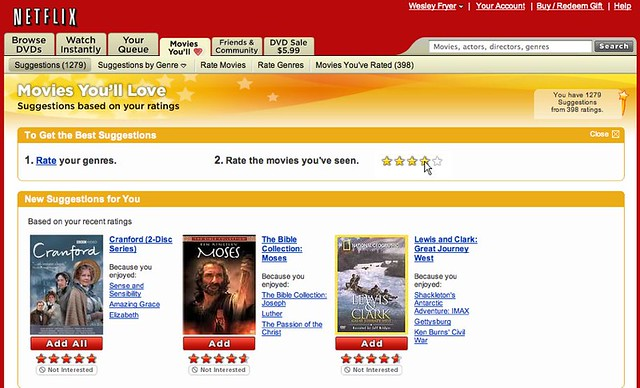 NETFLIX
Wesley Fryer | Your Account | Buy / Redeem Gift | Help
Browse DVDs
Watch Instantly
Your Queue
Movies You'll
Friends & Community
DVD Sale $5.99
Movies, actors, directors, genres
Search
Suggestions (1279)
Suggestions by Genre
Rate Movies
Rate Genres
Movies You've Rated (398)
Movies You'll Love
Suggestions based on your ratings
You have 1279
Suggestions
from 398 ratings.
To Get the Best Suggestions
Close
1. Rate your genres.
2. Rate the movies you've seen.
New Suggestions for You
Based on your recent ratings
Cranford
Cranford (2-Disc
Series)
Because you
enjoyed:
Sense and
Sensibility
Amazing Grace
Elizabeth
Add All
Not Interested
MOSES
The Bible
Collection:
Moses
Because you
enjoyed:
The Bible Collection:
Joseph
Luther
The Passion of the
Christ
Add
Not Interested
NATIONAL GEOGRAPHIC
LEWIS
& CLARK
Lewis and Clark:
Great Journey
West
Because you
enjoyed:
Shackleton's
Antarctic
Adventure: IMAX
Gettysburg
Ken Burns' Civil
War
Add
Not Interested